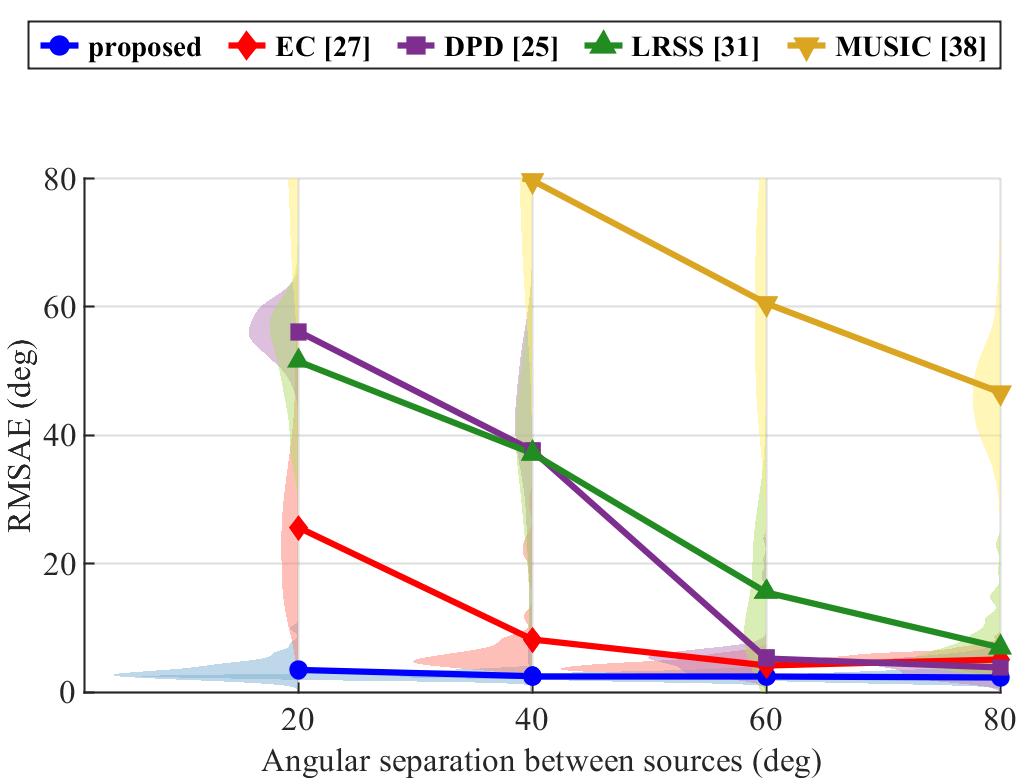 proposed EC [27] DPD [25] LRSS [31] MUSIC [38]
80
60
40
20
0
RMSAE (deg)
20 40 60 80
Angular separation between sources (deg)